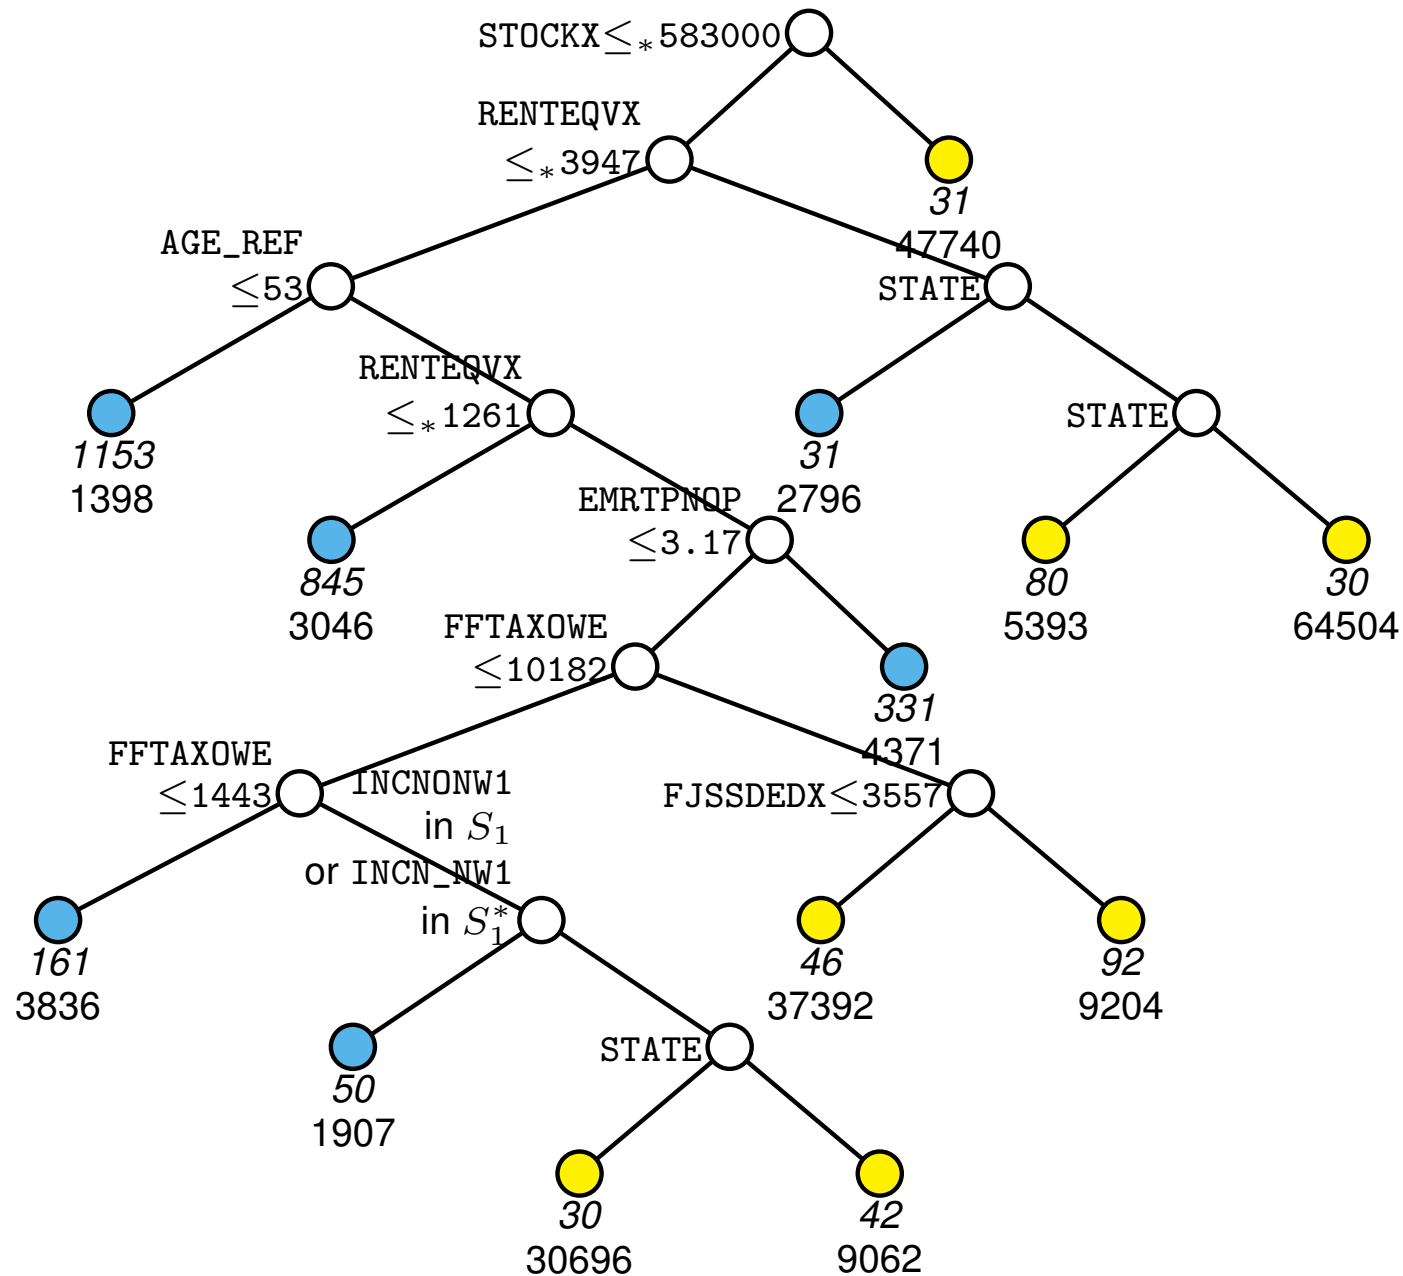 STOCKX≤*583000
RENTEQVX
≤*3947
31
47740
AGE_REF
≤53
STATE
1153
1398
RENTEQVX
≤*1261
31
2796
STATE
845
3046
EMRTPNOP
≤3.17
80
5393
30
64504
FFTAXOWE
≤10182
331
4371
FFTAXOWE
≤1443
INCNONW1
in S₁
or INCN_NW1
in S₁*
FJSSDEDX≤3557
161
3836
46
37392
92
9204
50
1907
STATE
30
30696
42
9062